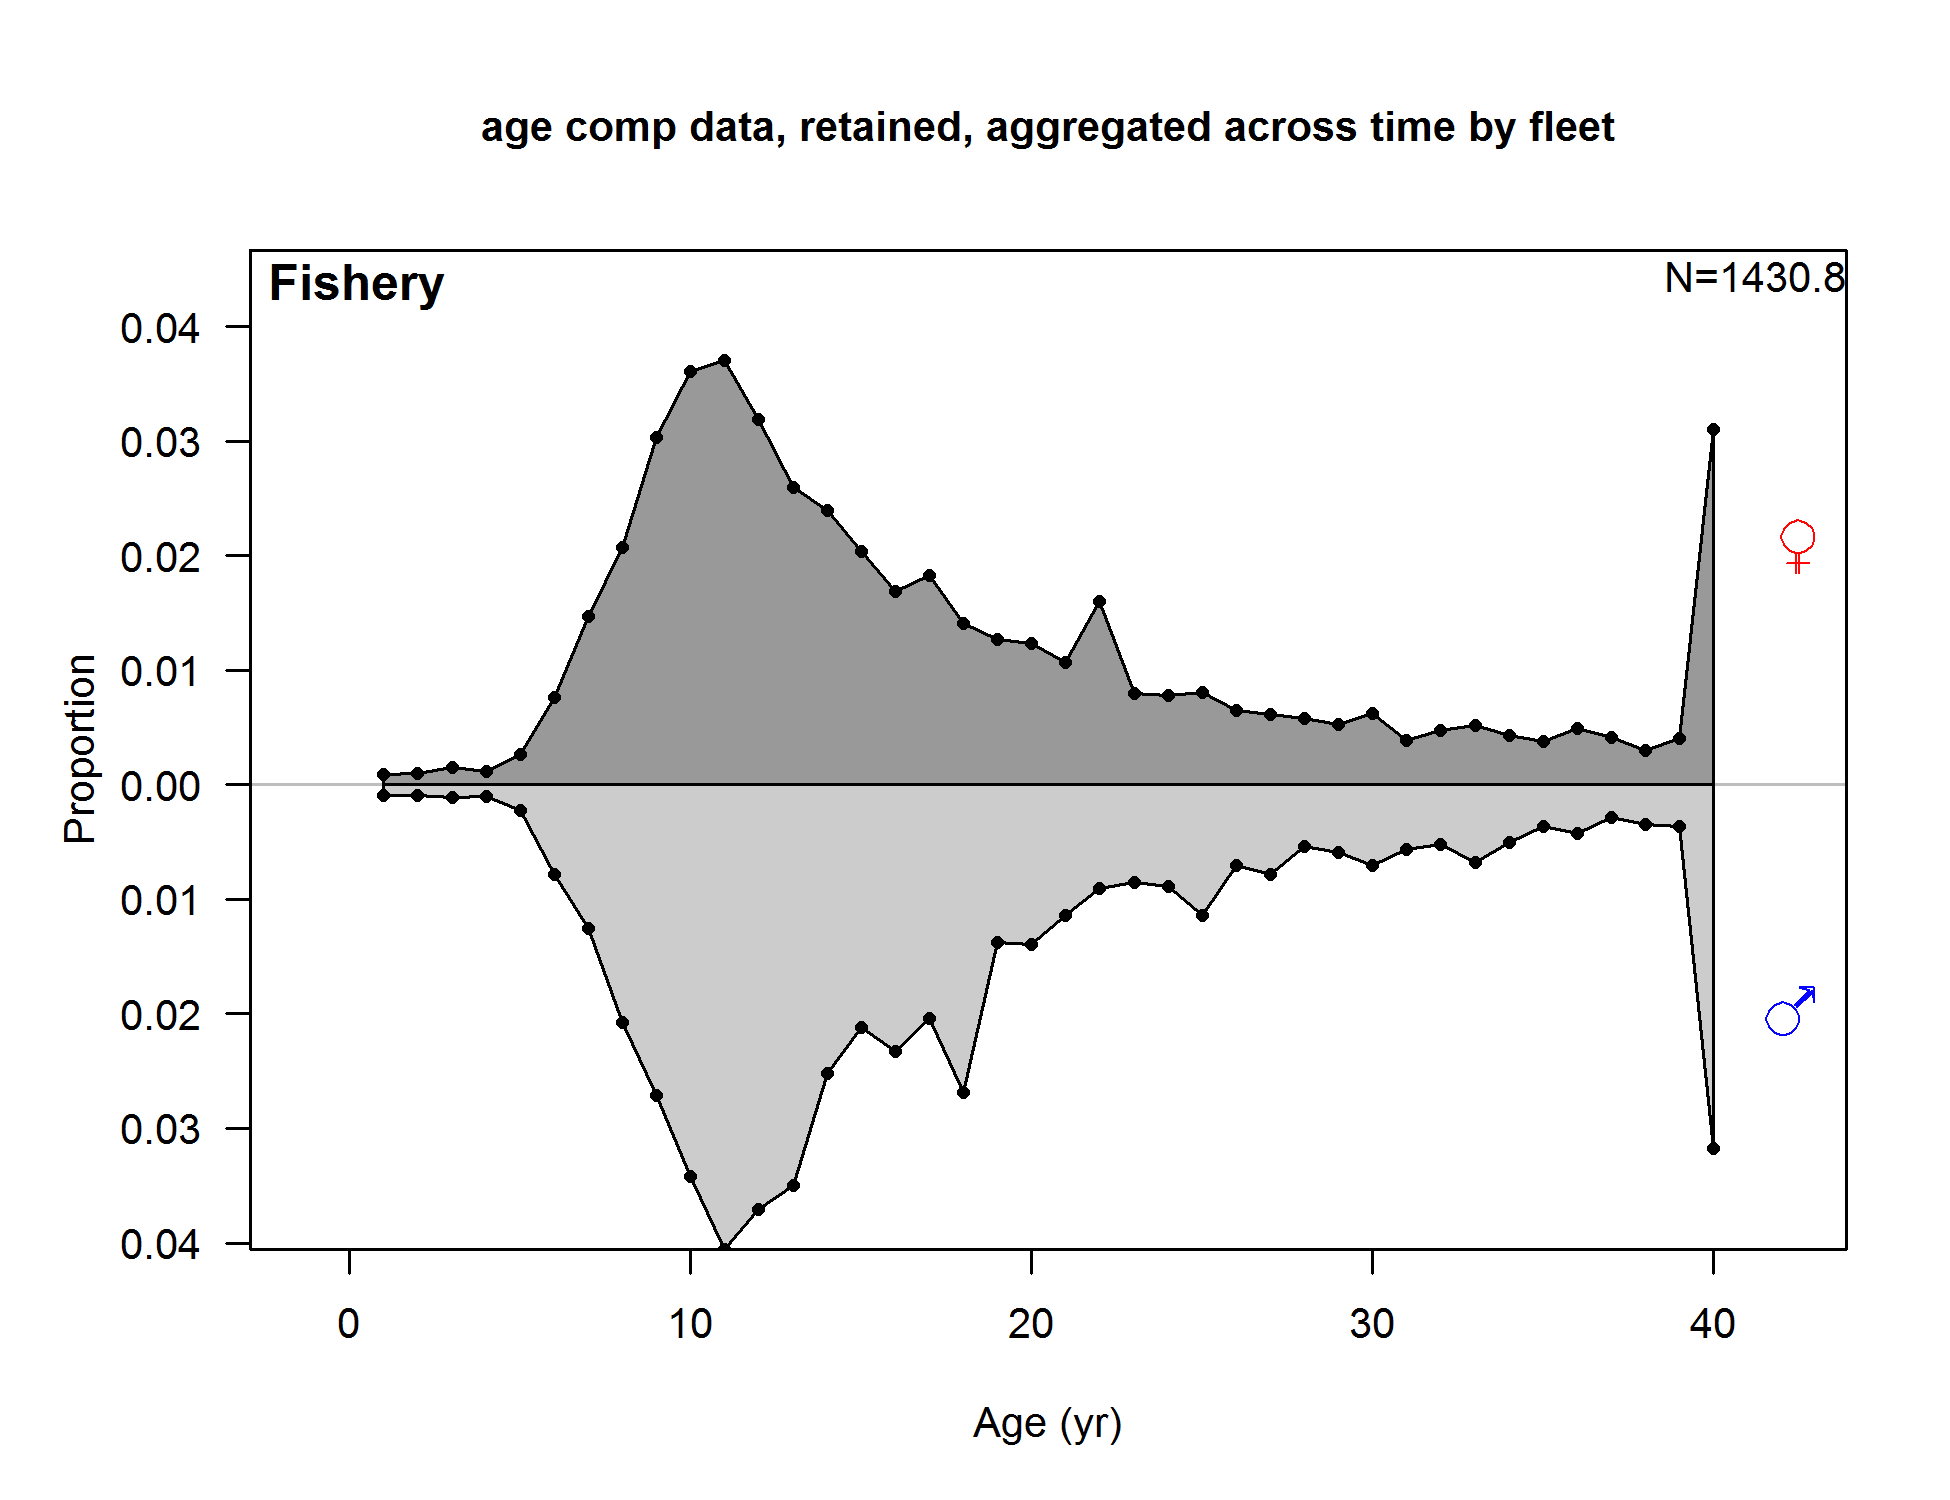 age comp data, retained, aggregated across time by fleet
Fishery
N=1430.8
0.04
0.03
0.02
0.01
0.00
0.01
0.02
0.03
0.04
Proportion
♀
♂
0 10 20 30 40
Age (yr)